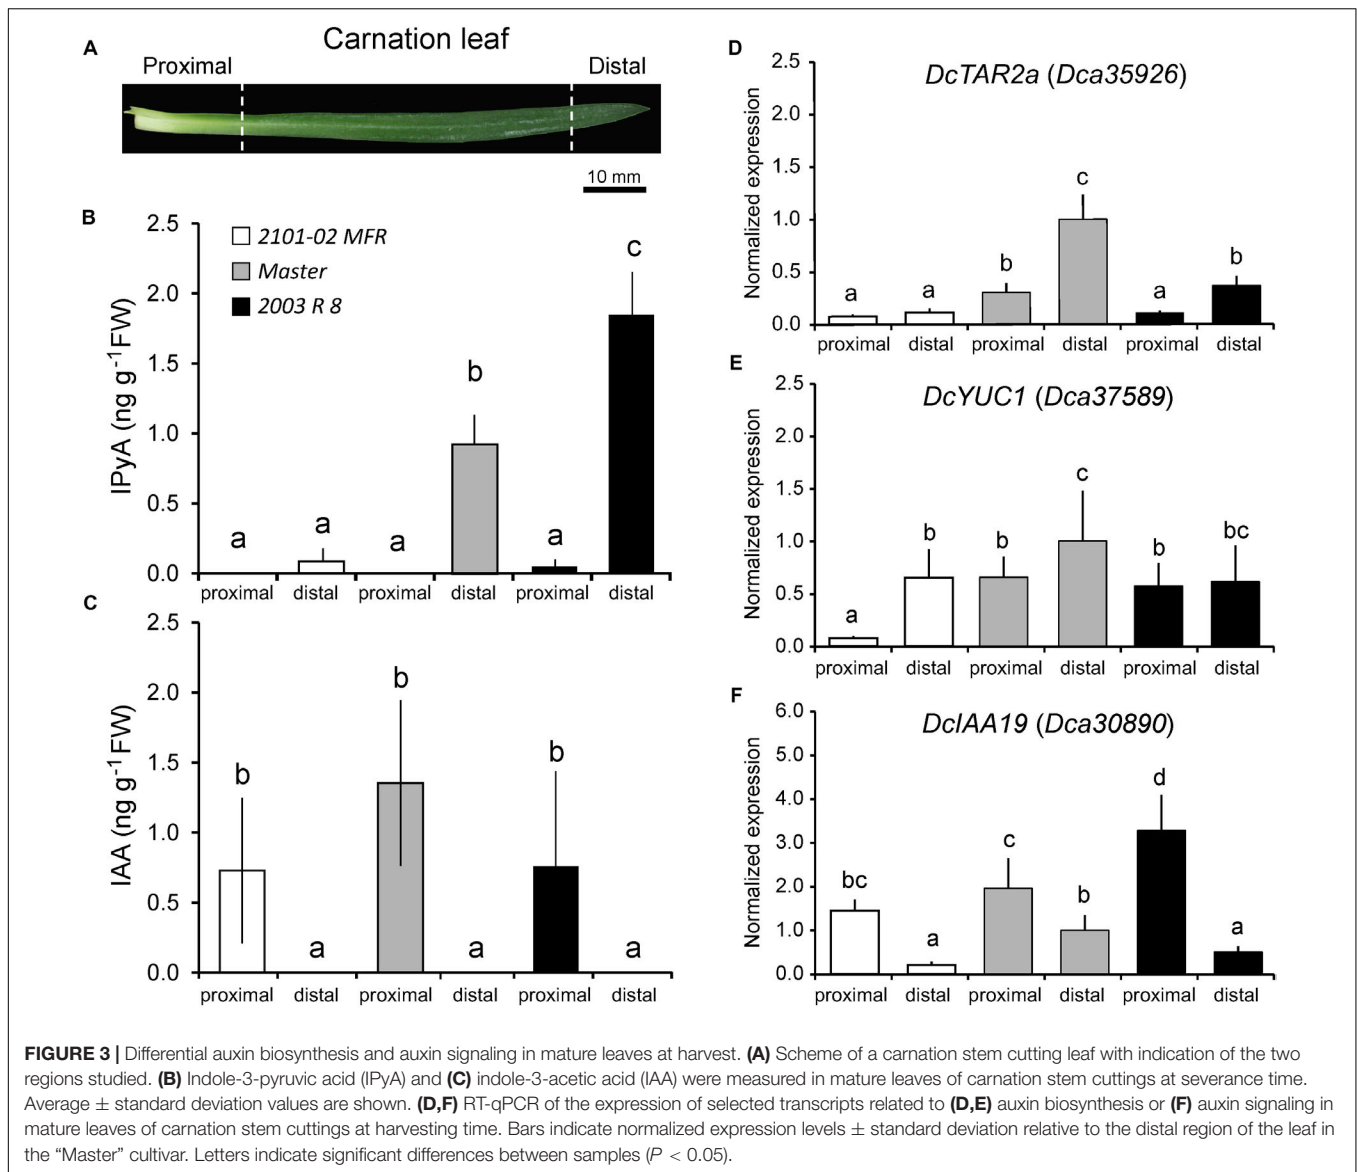 A
Carnation leaf
Proximal
Distal
10 mm
B
2.5
2.0
1.5
1.0
0.5
0.0
IPyA (ng g⁻¹FW)
2101-02 MFR
Master
2003 R 8
a
a
a
b
a
c
proximal distal proximal distal proximal distal
C
2.5
2.0
1.5
1.0
0.5
0.0
IAA (ng g⁻¹FW)
b
a
b
a
b
a
proximal distal proximal distal proximal distal
D
DcTAR2a (Dca35926)
2.5
2.0
1.5
1.0
0.5
0.0
Normalized expression
a
a
b
c
a
b
proximal distal proximal distal proximal distal
E
DcYUC1 (Dca37589)
2.5
2.0
1.5
1.0
0.5
0.0
Normalized expression
a
b
b
c
b
bc
proximal distal proximal distal proximal distal
F
DcIAA19 (Dca30890)
6.0
5.0
4.0
3.0
2.0
1.0
0.0
Normalized expression
bc
a
c
b
d
a
proximal distal proximal distal proximal distal
FIGURE 3 | Differential auxin biosynthesis and auxin signaling in mature leaves at harvest. (A) Scheme of a carnation stem cutting leaf with indication of the two
regions studied. (B) Indole-3-pyruvic acid (IPyA) and (C) indole-3-acetic acid (IAA) were measured in mature leaves of carnation stem cuttings at severance time.
Average ± standard deviation values are shown. (D,F) RT-qPCR of the expression of selected transcripts related to (D,E) auxin biosynthesis or (F) auxin signaling in
mature leaves of carnation stem cuttings at harvesting time. Bars indicate normalized expression levels ± standard deviation relative to the distal region of the leaf in
the “Master” cultivar. Letters indicate significant differences between samples (P < 0.05).